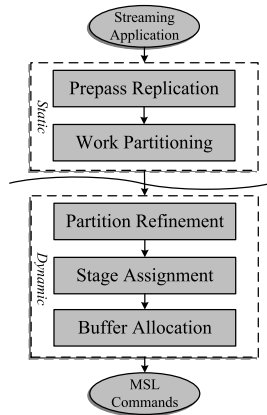 Streaming
Application
Static
Prepass Replication
Work Partitioning
Dynamic
Partition Refinement
Stage Assignment
Buffer Allocation
MSL
Commands